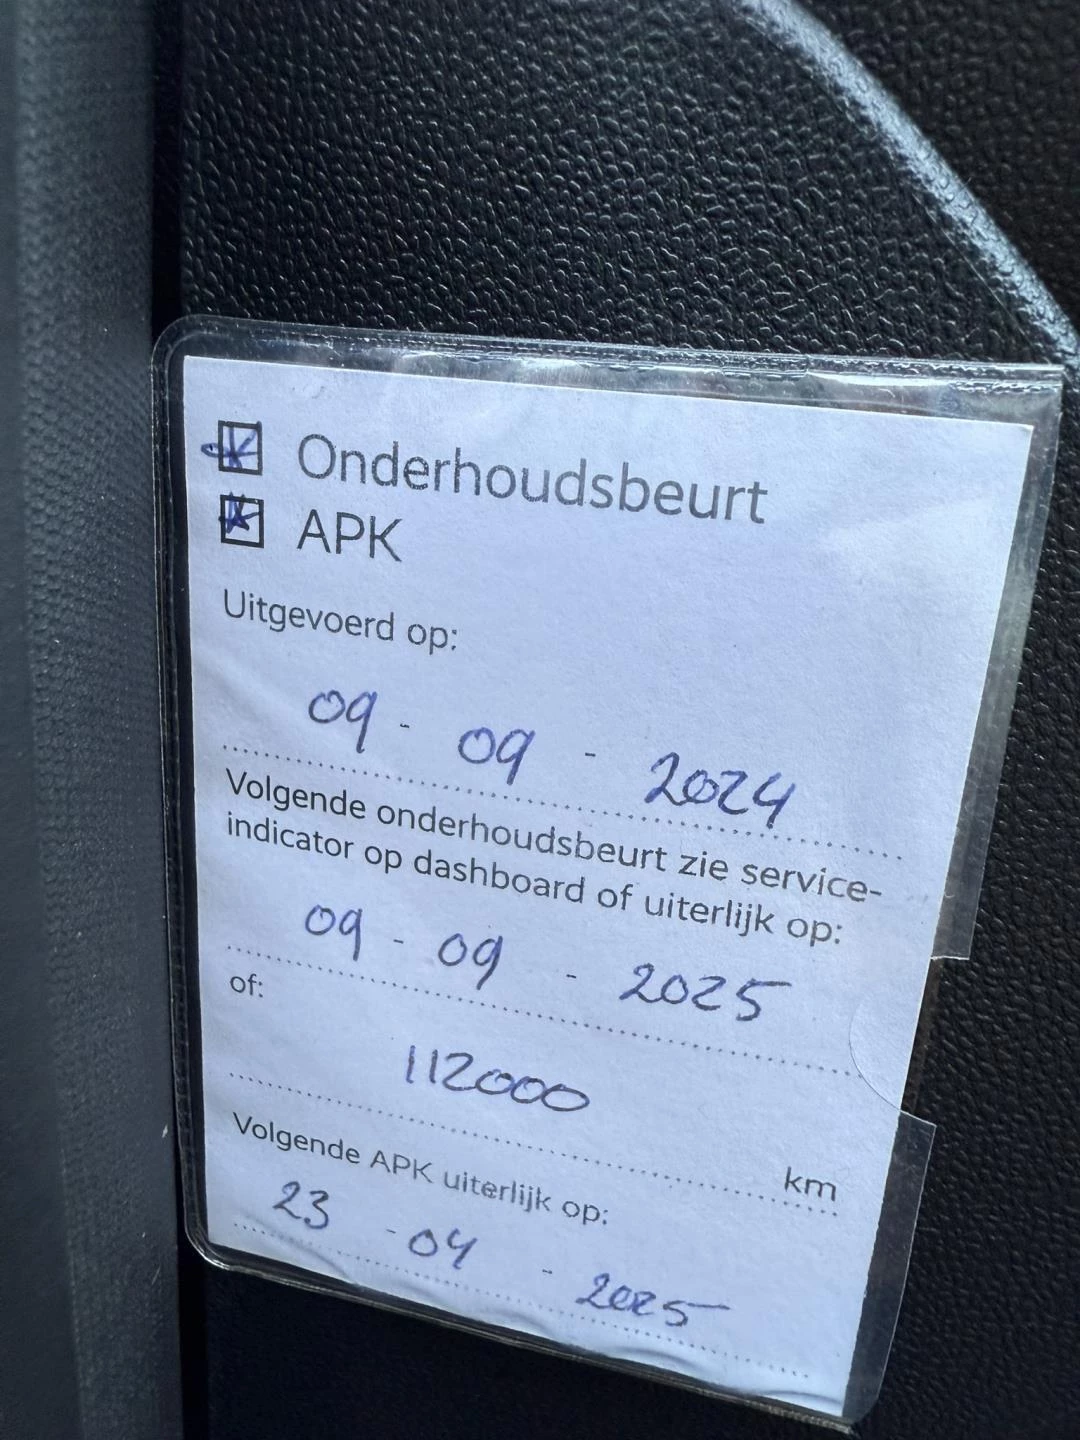 Onderhoudsbeurt
APK
Uitgevoerd op:
09 - 09 - 2024
Volgende onderhoudsbeurt zie service-
indicator op dashboard of uiterlijk op:
09 - 09 - 2025
of:
112000
km
Volgende APK uiterlijk op:
23 - 04 - 2025